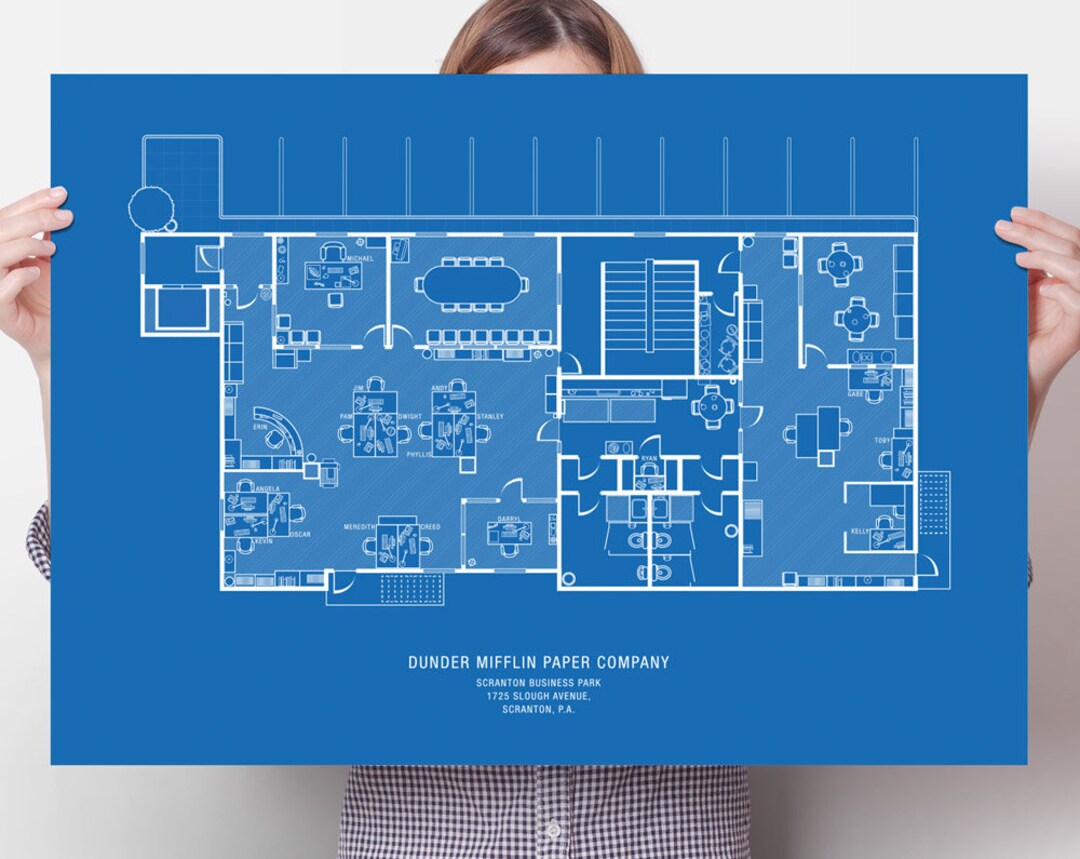 MICHAEL
JIM
ANDY
PAM
DWIGHT
STANLEY
PHYLLIS
ERIN
GABE
TOBY
RYAN
ANGELA
OSCAR
KEVIN
MEREDITH
CREED
DARRYL
KELLY
DUNDER MIFFLIN PAPER COMPANY
SCRANTON BUSINESS PARK
1725 SLOUGH AVENUE,
SCRANTON, P.A.